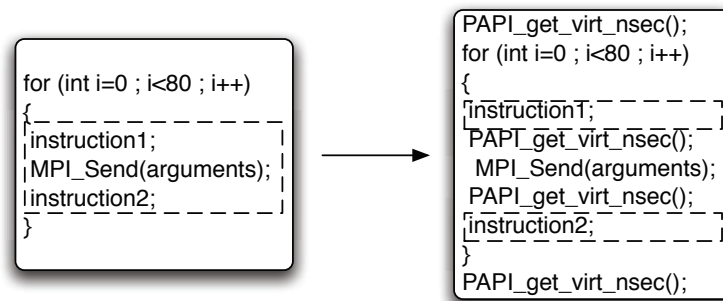 for (int i=0 ; i<80 ; i++)
{
instruction1;
MPI_Send(arguments);
instruction2;
}
PAPI_get_virt_nsec();
for (int i=0 ; i<80 ; i++)
{
instruction1;
PAPI_get_virt_nsec();
MPI_Send(arguments);
PAPI_get_virt_nsec();
instruction2;
}
PAPI_get_virt_nsec();